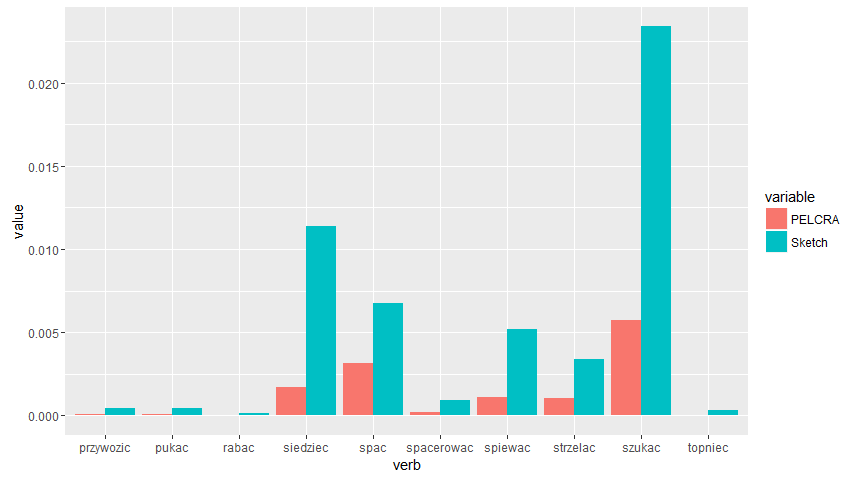 value
0.020
0.015
0.010
0.005
0.000
przywozic pukac rabac siedziec spac spacerowac spiewac strzelac szukac topniec
verb
variable
PELCRA
Sketch